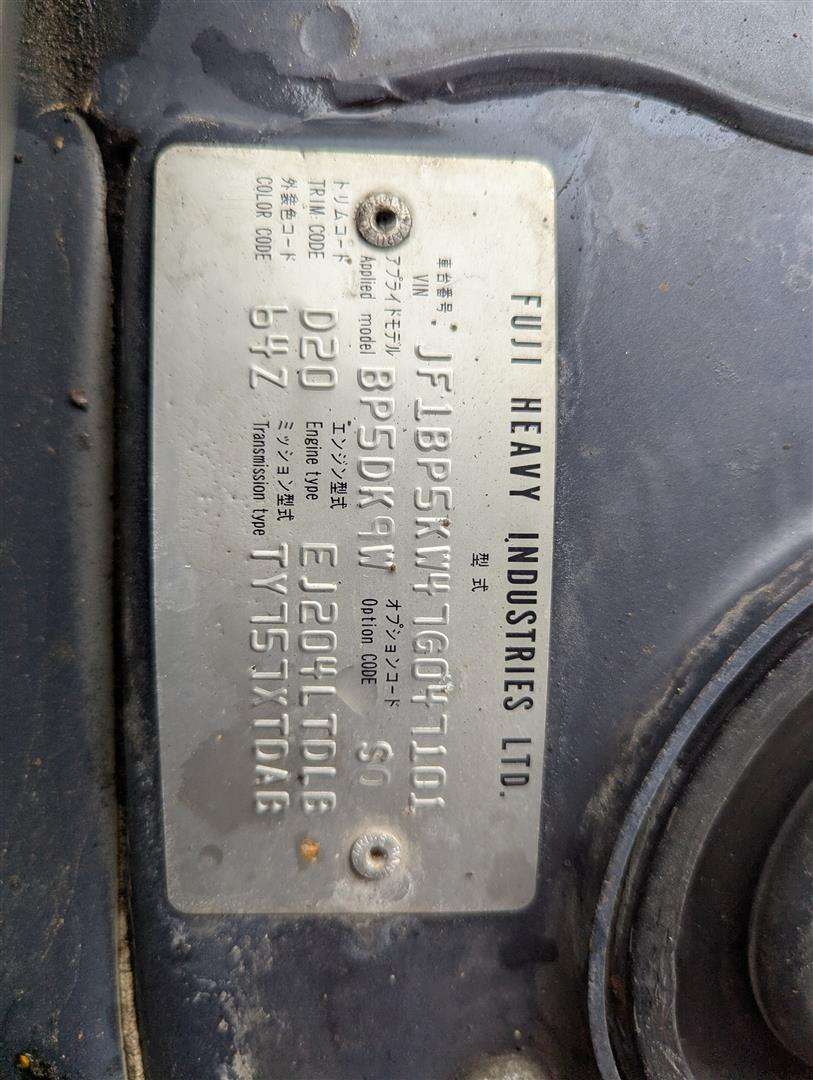 FUJI HEAVY INDUSTRIES LTD.
型式
車台番号
VIN JF1BP5KW47G047101
アプライドモデル オプションコード
Applied model BP5DK9W Option CODE S0
トリムコード エンジン型式
TRIM CODE D20 Engine type EJ204LTDLB
外装色コード ミッション型式
COLOR CODE 64Z Transmission type TY757XTDAB